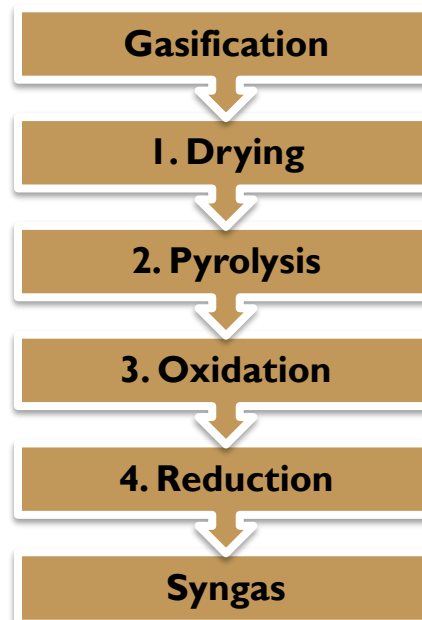 Gasification
1. Drying
2. Pyrolysis
3. Oxidation
4. Reduction
Syngas